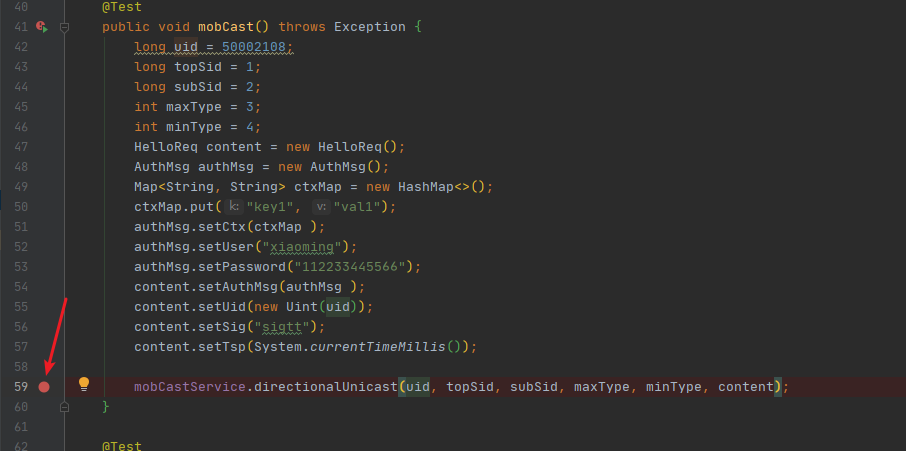 40 @Test
41 public void mobCast() throws Exception {
42 long uid = 50002108;
43 long topSid = 1;
44 long subSid = 2;
45 int maxType = 3;
46 int minType = 4;
47 HelloReq content = new HelloReq();
48 AuthMsg authMsg = new AuthMsg();
49 Map<String, String> ctxMap = new HashMap<>();
50 ctxMap.put( k: "key1", v: "val1");
51 authMsg.setCtx(ctxMap );
52 authMsg.setUser("xiaoming");
53 authMsg.setPassword("112233445566");
54 content.setAuthMsg(authMsg );
55 content.setUid(new Uint(uid));
56 content.setSig("sigtt");
57 content.setTsp(System.currentTimeMillis());
58
59 mobCastService.directionalUnicast(uid, topSid, subSid, maxType, minType, content);
60 }
61
62 @Test